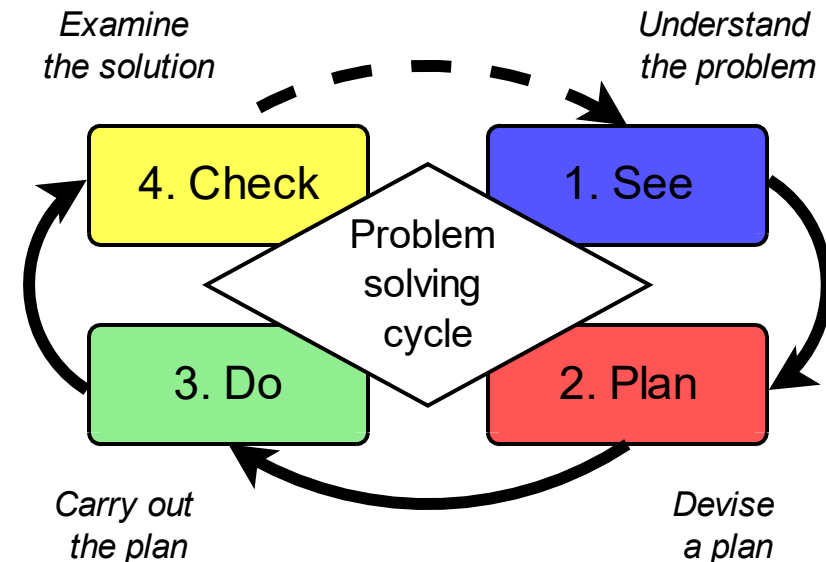 Examine
the solution
Understand
the problem
4. Check
1. See
Problem
solving
cycle
3. Do
2. Plan
Carry out
the plan
Devise
a plan